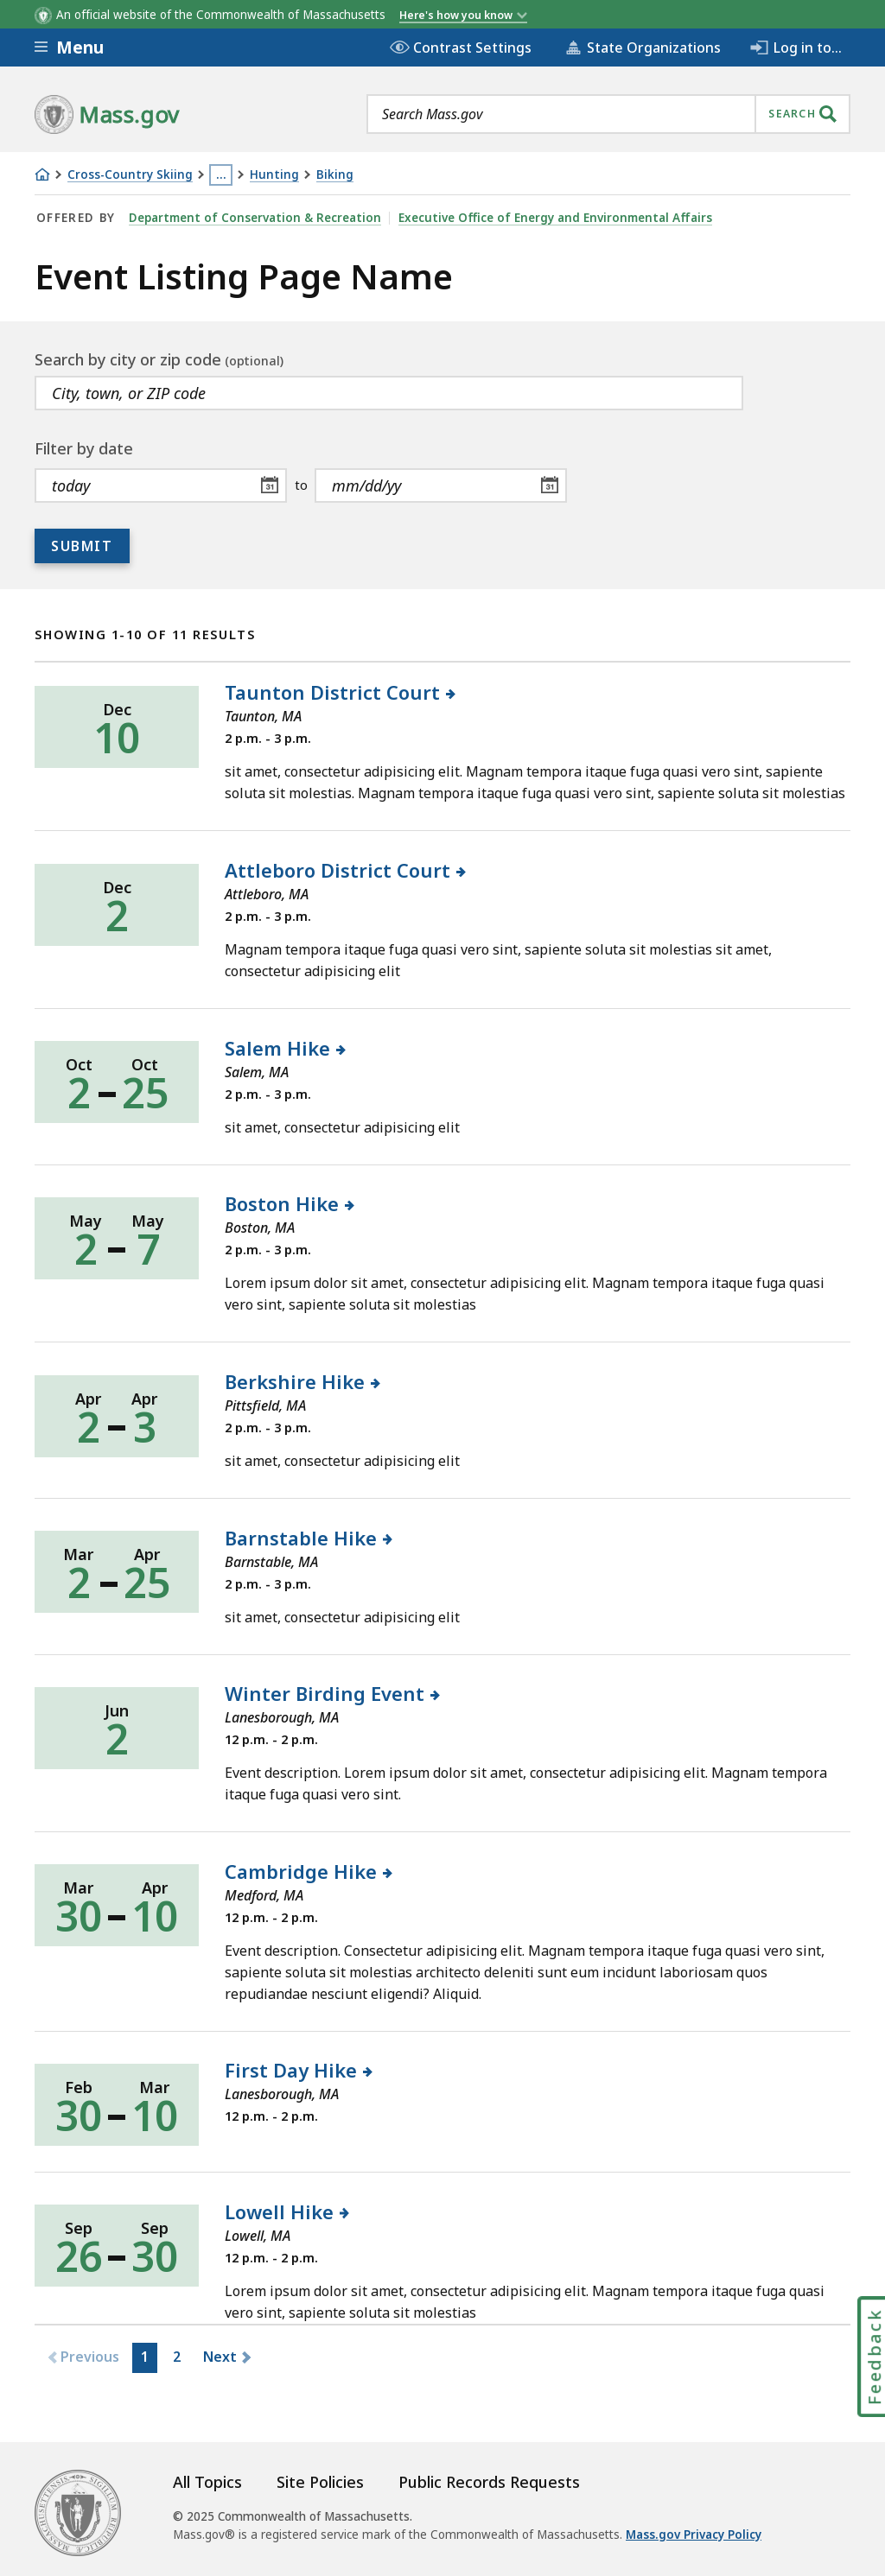 An official website of the Commonwealth of Massachusetts Here's how you know
Menu Contrast Settings State Organizations Log in to...
Mass.gov Search Mass.gov SEARCH
Cross-Country Skiing ... Hunting Biking
OFFERED BY Department of Conservation & Recreation Executive Office of Energy and Environmental Affairs
Event Listing Page Name
Search by city or zip code (optional)
City, town, or ZIP code
Filter by date
today 31 to mm/dd/yy 31
SUBMIT
SHOWING 1-10 OF 11 RESULTS
Dec
10
Taunton District Court
Taunton, MA
2 p.m. - 3 p.m.
sit amet, consectetur adipisicing elit. Magnam tempora itaque fuga quasi vero sint, sapiente
soluta sit molestias. Magnam tempora itaque fuga quasi vero sint, sapiente soluta sit molestias
Dec
2
Attleboro District Court
Attleboro, MA
2 p.m. - 3 p.m.
Magnam tempora itaque fuga quasi vero sint, sapiente soluta sit molestias sit amet,
consectetur adipisicing elit
Oct Oct
2 - 25
Salem Hike
Salem, MA
2 p.m. - 3 p.m.
sit amet, consectetur adipisicing elit
May May
2 - 7
Boston Hike
Boston, MA
2 p.m. - 3 p.m.
Lorem ipsum dolor sit amet, consectetur adipisicing elit. Magnam tempora itaque fuga quasi
vero sint, sapiente soluta sit molestias
Apr Apr
2 - 3
Berkshire Hike
Pittsfield, MA
2 p.m. - 3 p.m.
sit amet, consectetur adipisicing elit
Mar Apr
2 - 25
Barnstable Hike
Barnstable, MA
2 p.m. - 3 p.m.
sit amet, consectetur adipisicing elit
Jun
2
Winter Birding Event
Lanesborough, MA
12 p.m. - 2 p.m.
Event description. Lorem ipsum dolor sit amet, consectetur adipisicing elit. Magnam tempora
itaque fuga quasi vero sint.
Mar Apr
30 - 10
Cambridge Hike
Medford, MA
12 p.m. - 2 p.m.
Event description. Consectetur adipisicing elit. Magnam tempora itaque fuga quasi vero sint,
sapiente soluta sit molestias architecto deleniti sunt eum incidunt laboriosam quos
repudiandae nesciunt eligendi? Aliquid.
Feb Mar
30 - 10
First Day Hike
Lanesborough, MA
12 p.m. - 2 p.m.
Sep Sep
26 - 30
Lowell Hike
Lowell, MA
12 p.m. - 2 p.m.
Lorem ipsum dolor sit amet, consectetur adipisicing elit. Magnam tempora itaque fuga quasi
vero sint, sapiente soluta sit molestias
Feedback
Previous 1 2 Next
All Topics Site Policies Public Records Requests
© 2025 Commonwealth of Massachusetts.
Mass.gov® is a registered service mark of the Commonwealth of Massachusetts. Mass.gov Privacy Policy